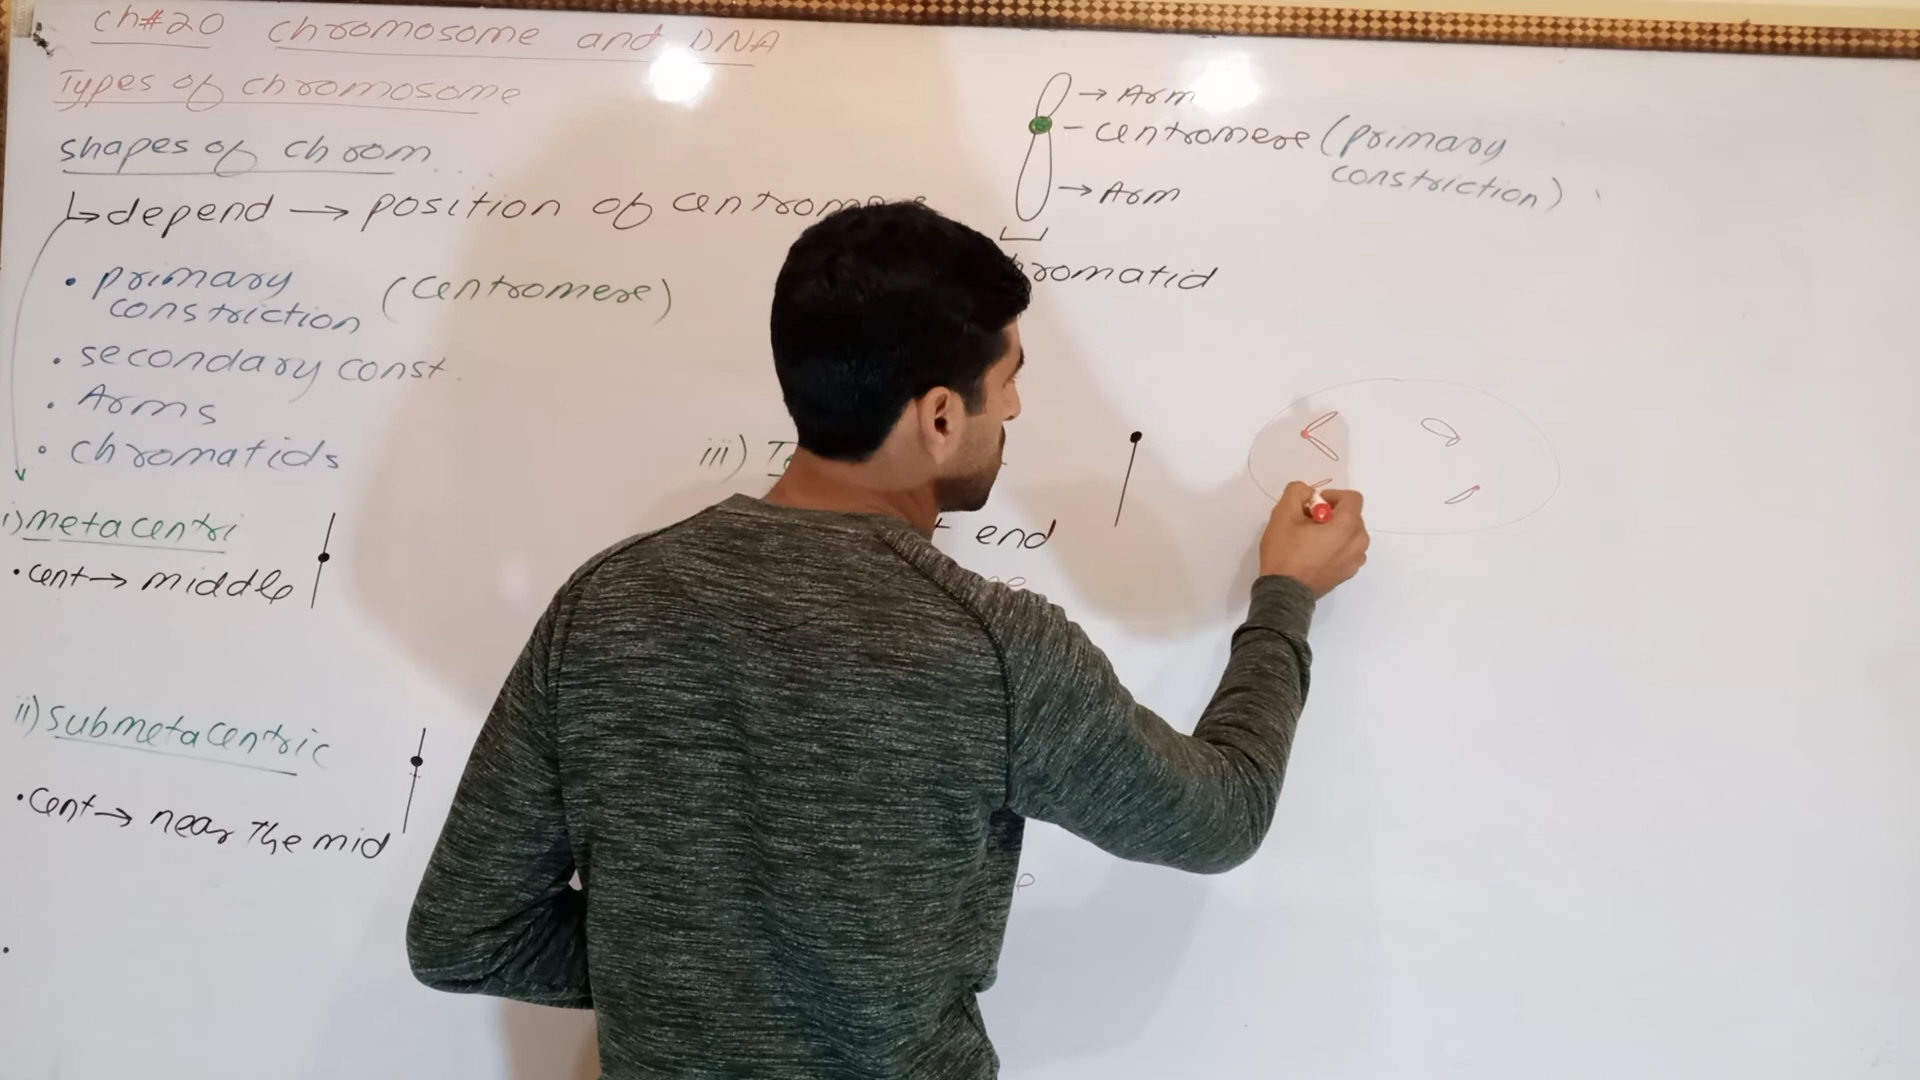 ch#20 chromosome and DNA
Types of chromosome
shapes of chrom....
depend → position of centromere
• primary constriction (centromere)
• secondary const.
• Arms
• chromatids
i) metacentri
• cent → middle
ii) submetacentric
• cent → near the mid
→ Arm
- centromere (primary constriction)
→ Arm
romatid
iii)
end